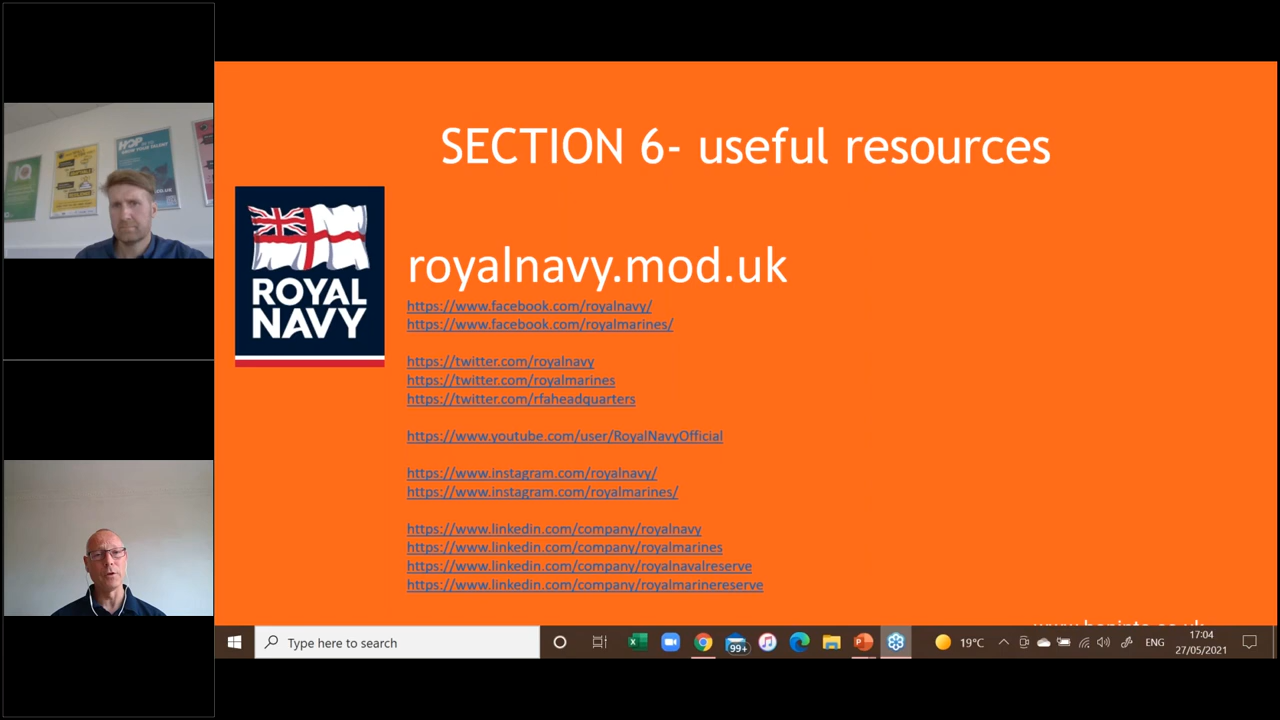 SECTION 6- useful resources
ROYAL
NAVY
royalnavy.mod.uk
https://www.facebook.com/royalnavy/
https://www.facebook.com/royalmarines/
https://twitter.com/royalnavy
https://twitter.com/royalmarines
https://twitter.com/rfaheadquarters
https://www.youtube.com/user/RoyalNavyOfficial
https://www.instagram.com/royalnavy/
https://www.instagram.com/royalmarines/
https://www.linkedin.com/company/royalnavy
https://www.linkedin.com/company/royalmarines
https://www.linkedin.com/company/royalnavalreserve
https://www.linkedin.com/company/royalmarinereserve
Type here to search
99+
19°C
ENG
17:04
27/05/2021